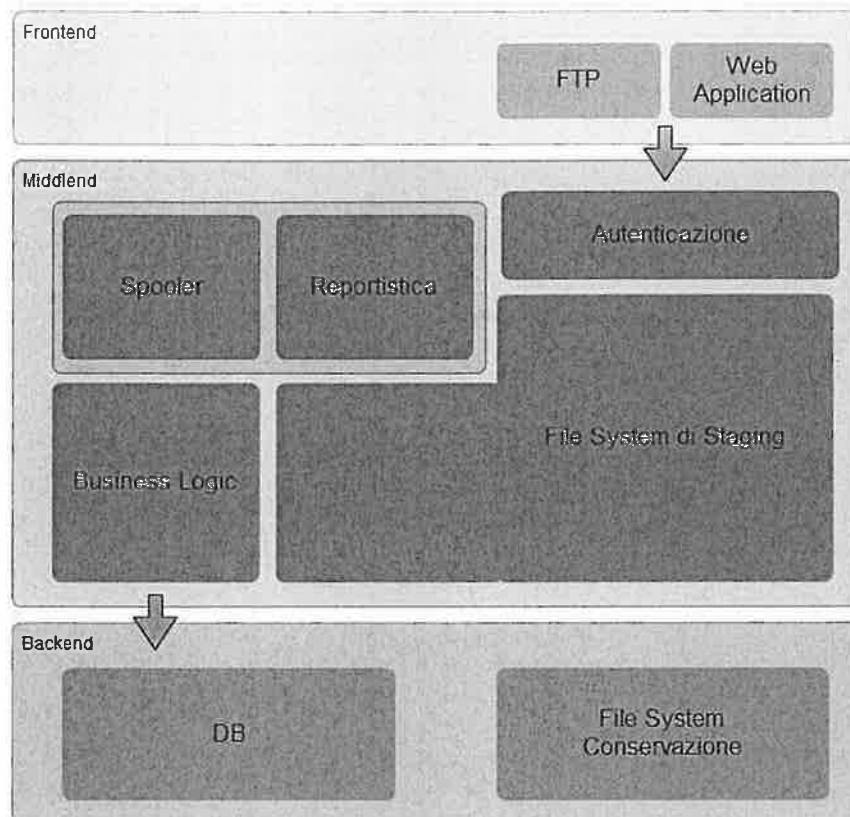 Frontend
FTP
Web
Application
Middlend
Autenticazione
Spooler
Reportistica
File System di Staging
Business Logic
Backend
DB
File System
Conservazione